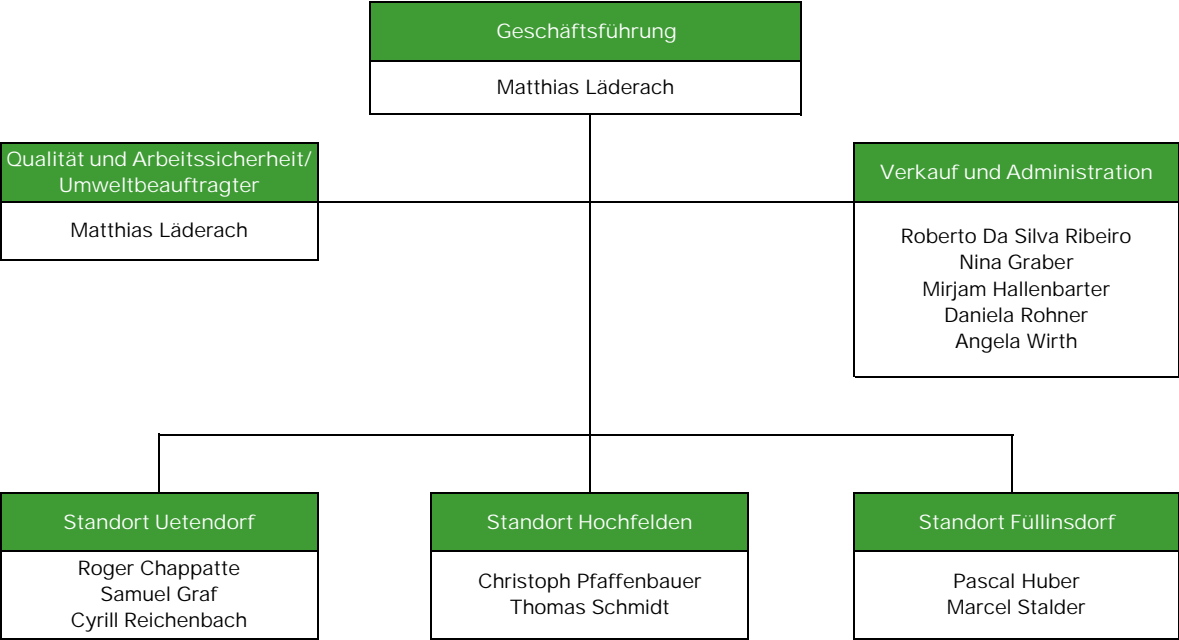 Geschäftsführung
Matthias Läderach
Qualität und Arbeitssicherheit/
Umweltbeauftragter
Matthias Läderach
Verkauf und Administration
Roberto Da Silva Ribeiro
Nina Graber
Mirjam Hallenbarter
Daniela Rohner
Angela Wirth
Standort Uetendorf
Roger Chappatte
Samuel Graf
Cyrill Reichenbach
Standort Hochfelden
Christoph Pfaffenbauer
Thomas Schmidt
Standort Füllinsdorf
Pascal Huber
Marcel Stalder